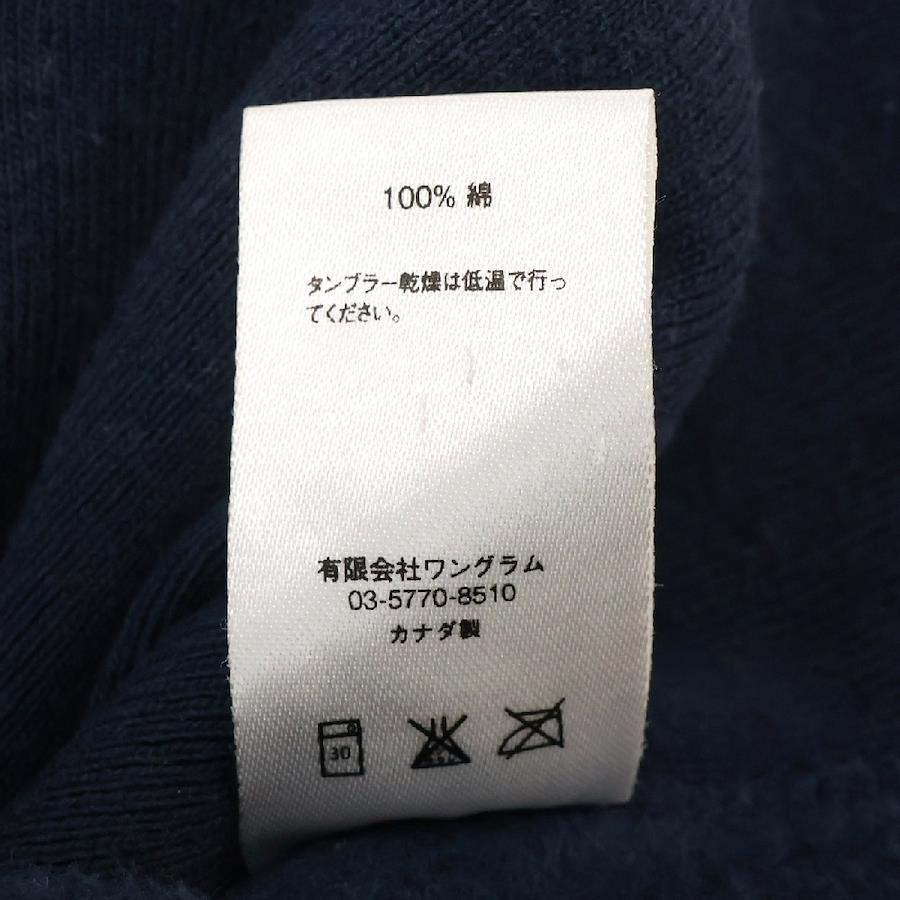 100% 綿
タンブラー乾燥は低温で行っ
てください。
有限会社ワングラム
03-5770-8510
カナダ製
30